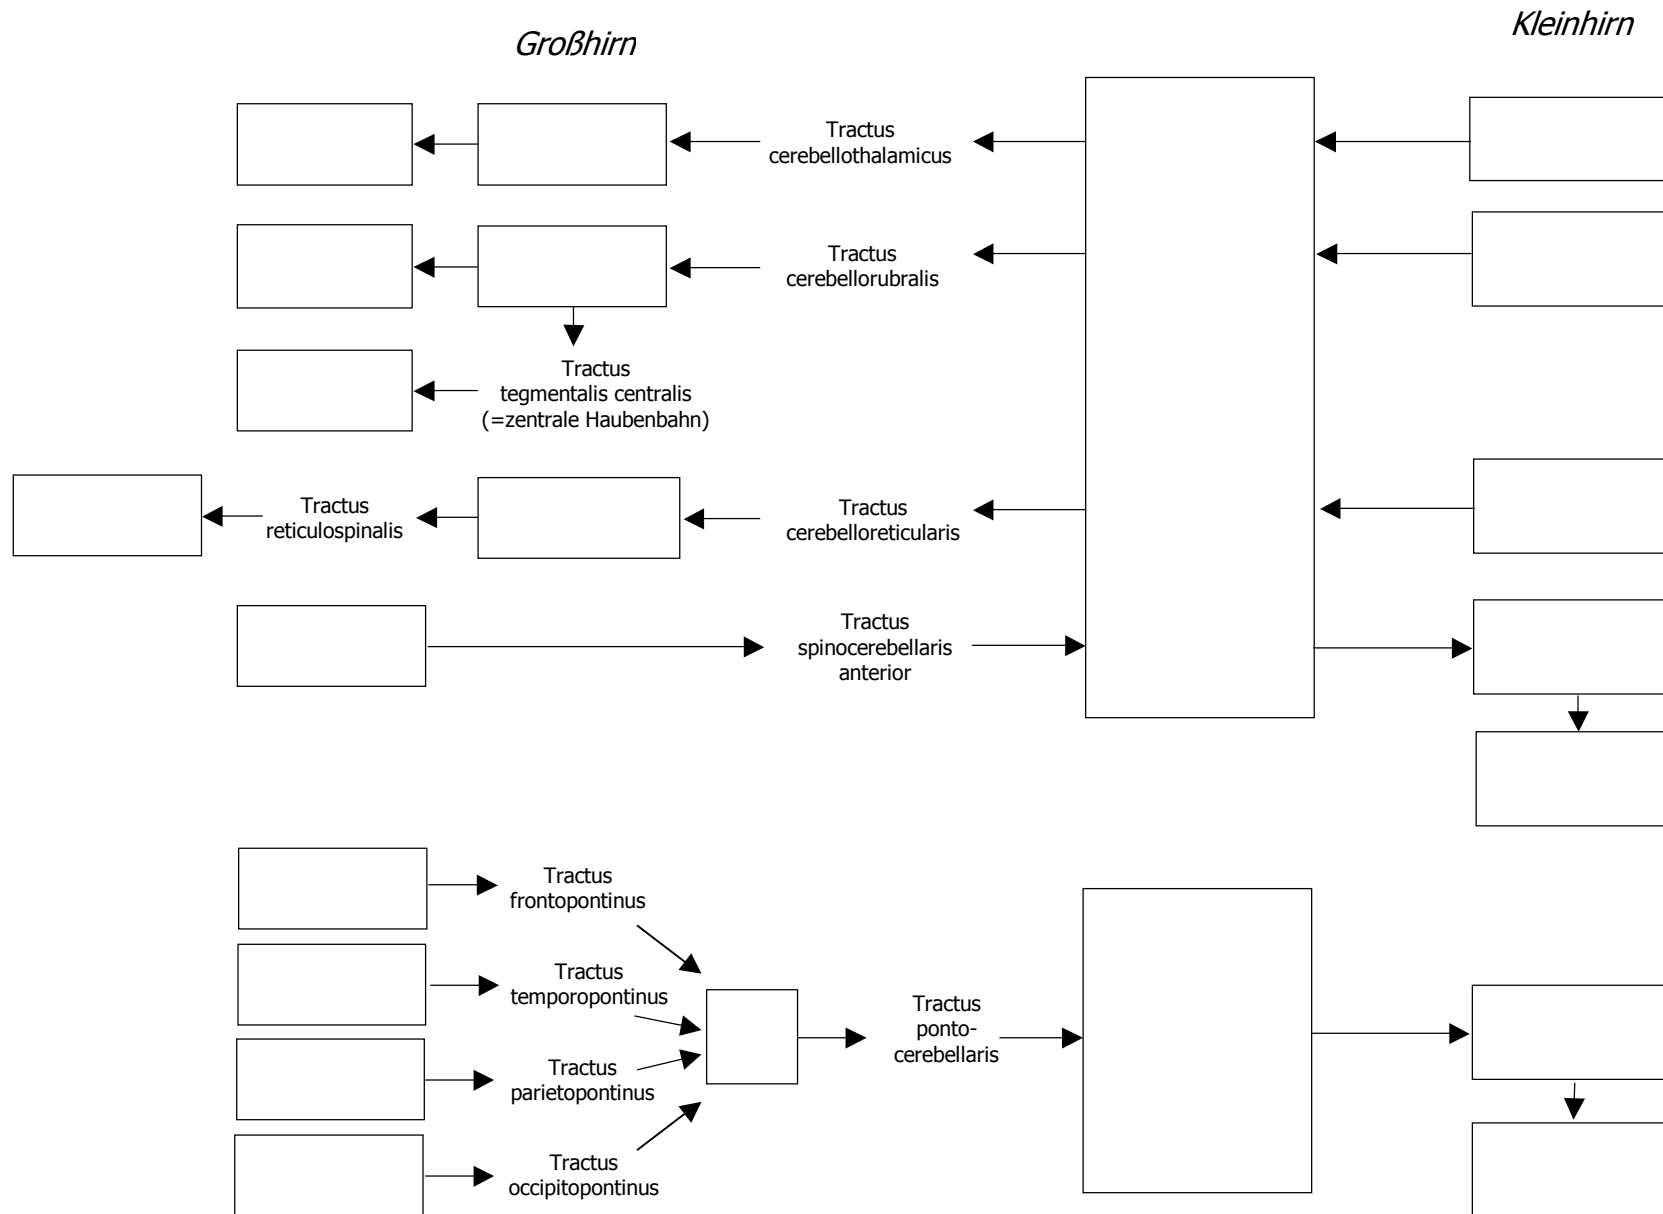 Großhirn
Kleinhirn
Tractus
cerebellothalamicus
Tractus
cerebellorubralis
Tractus
tegmentalis centralis
(=zentrale Haubenbahn)
Tractus
reticulospinalis
Tractus
cerebelloreticularis
Tractus
spinocerebellaris
anterior
Tractus
frontopontinus
Tractus
temporopontinus
Tractus
ponto-
cerebellaris
Tractus
parietopontinus
Tractus
occipitopontinus